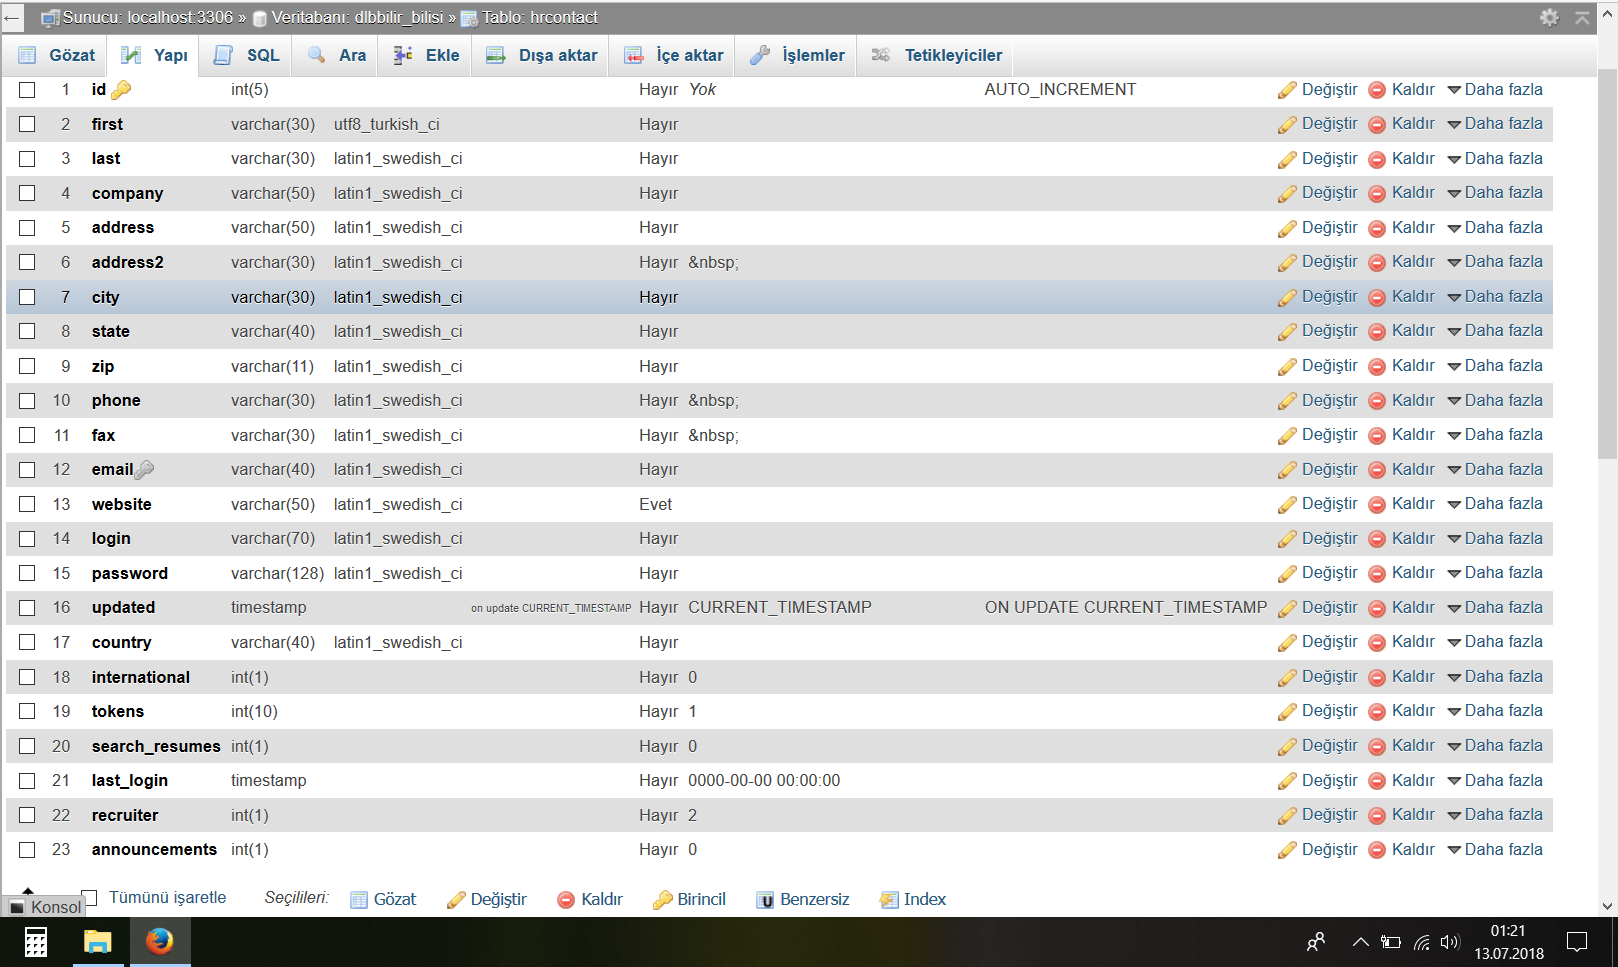 Sunucu: localhost:3306 » Veritabanı: dlbbilir_bilisi » Tablo: hrcontact
Gözat Yapı SQL Ara Ekle Dışa aktar İçe aktar İşlemler Tetikleyiciler
1 id int(5) Hayır Yok AUTO_INCREMENT Değiştir Kaldır Daha fazla
2 first varchar(30) utf8_turkish_ci Hayır Değiştir Kaldır Daha fazla
3 last varchar(30) latin1_swedish_ci Hayır Değiştir Kaldır Daha fazla
4 company varchar(50) latin1_swedish_ci Hayır Değiştir Kaldır Daha fazla
5 address varchar(50) latin1_swedish_ci Hayır Değiştir Kaldır Daha fazla
6 address2 varchar(30) latin1_swedish_ci Hayır &nbsp; Değiştir Kaldır Daha fazla
7 city varchar(30) latin1_swedish_ci Hayır Değiştir Kaldır Daha fazla
8 state varchar(40) latin1_swedish_ci Hayır Değiştir Kaldır Daha fazla
9 zip varchar(11) latin1_swedish_ci Hayır Değiştir Kaldır Daha fazla
10 phone varchar(30) latin1_swedish_ci Hayır &nbsp; Değiştir Kaldır Daha fazla
11 fax varchar(30) latin1_swedish_ci Hayır &nbsp; Değiştir Kaldır Daha fazla
12 email varchar(40) latin1_swedish_ci Hayır Değiştir Kaldır Daha fazla
13 website varchar(50) latin1_swedish_ci Evet Değiştir Kaldır Daha fazla
14 login varchar(70) latin1_swedish_ci Hayır Değiştir Kaldır Daha fazla
15 password varchar(128) latin1_swedish_ci Hayır Değiştir Kaldır Daha fazla
16 updated timestamp on update CURRENT_TIMESTAMP Hayır CURRENT_TIMESTAMP ON UPDATE CURRENT_TIMESTAMP Değiştir Kaldır Daha fazla
17 country varchar(40) latin1_swedish_ci Hayır Değiştir Kaldır Daha fazla
18 international int(1) Hayır 0 Değiştir Kaldır Daha fazla
19 tokens int(10) Hayır 1 Değiştir Kaldır Daha fazla
20 search_resumes int(1) Hayır 0 Değiştir Kaldır Daha fazla
21 last_login timestamp Hayır 0000-00-00 00:00:00 Değiştir Kaldır Daha fazla
22 recruiter int(1) Hayır 2 Değiştir Kaldır Daha fazla
23 announcements int(1) Hayır 0 Değiştir Kaldır Daha fazla
Tümünü işaretle Seçilileri: Gözat Değiştir Kaldır Birincil Benzersiz Index
Konsol
01:21
13.07.2018